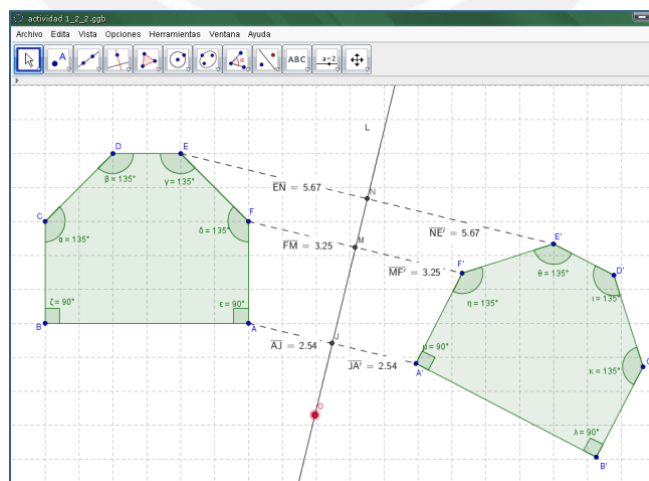 actividad 1_2_2.ggb
Archivo Edita Vista Opciones Herramientas Ventana Ayuda
A
ABC
a=2
L
D
E
β = 135°
γ = 135°
EN = 5.67
N
C
F
α = 135°
δ = 135°
FM = 3.25
M
NE' = 5.67
E'
F'
MF' = 3.25
θ = 135°
D'
η = 135°
ι = 135°
ζ = 90°
ε = 90°
B
A
AJ = 2.54
J
JA' = 2.54
μ = 90°
A'
κ = 135°
C
O
λ = 90°
B'